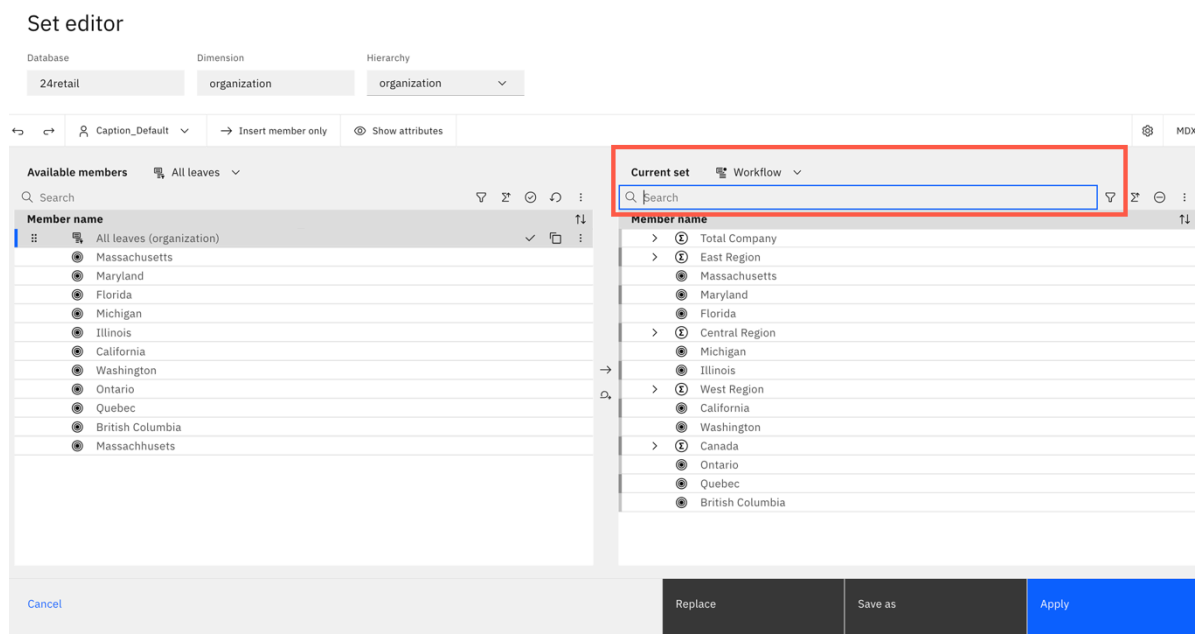 Set editor
Database
Dimension
Hierarchy
24retail
organization
organization
Caption_Default
Insert member only
Show attributes
MDX
Available members
All leaves
Search
Member name
All leaves (organization)
Massachusetts
Maryland
Florida
Michigan
Illinois
California
Washington
Ontario
Quebec
British Columbia
Massachhusets
Current set
Workflow
Search
Member name
Total Company
East Region
Massachusetts
Maryland
Florida
Central Region
Michigan
Illinois
West Region
California
Washington
Canada
Ontario
Quebec
British Columbia
Cancel
Replace
Save as
Apply